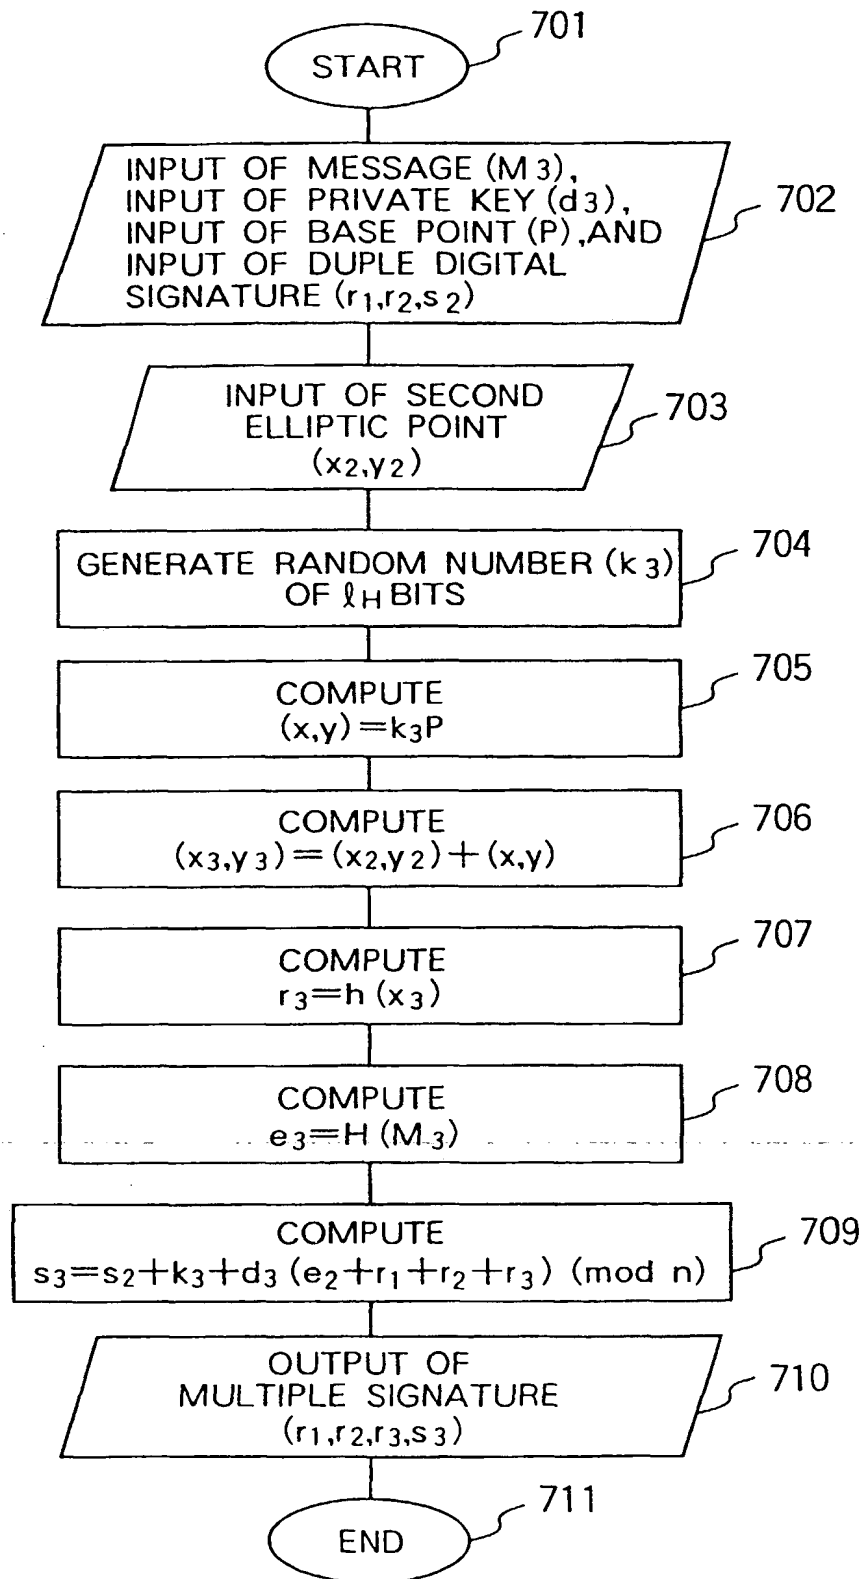 701
START
INPUT OF MESSAGE (M3),
INPUT OF PRIVATE KEY (d3),
INPUT OF BASE POINT (P), AND
INPUT OF DUPLE DIGITAL
SIGNATURE (r1,r2,s2)
702
INPUT OF SECOND
ELLIPTIC POINT
(x2,y2)
703
GENERATE RANDOM NUMBER (k3)
OF ℓH BITS
704
COMPUTE
(x,y)=k3P
705
COMPUTE
(x3,y3)=(x2,y2)+(x,y)
706
COMPUTE
r3=h(x3)
707
COMPUTE
e3=H(M3)
708
COMPUTE
s3=s2+k3+d3(e2+r1+r2+r3) (mod n)
709
OUTPUT OF
MULTIPLE SIGNATURE
(r1,r2,r3,s3)
710
END
711